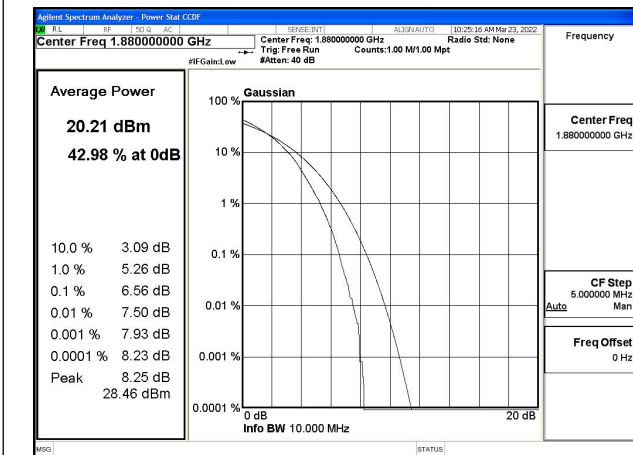 Agilent Spectrum Analyzer - Power Stat CCDF
RL RF 50 Ω AC SENSE:INT ALIGN AUTO 10:25:16 AM Mar 23, 2022
Center Freq 1.880000000 GHz
Center Freq: 1.880000000 GHz Radio Std: None
Trig: Free Run Counts:1.00 M/1.00 Mpt
#IFGain:Low #Atten: 40 dB
Frequency
Average Power
20.21 dBm
42.98 % at 0dB
10.0 % 3.09 dB
1.0 % 5.26 dB
0.1 % 6.56 dB
0.01 % 7.50 dB
0.001 % 7.93 dB
0.0001 % 8.23 dB
Peak 8.25 dB
28.46 dBm
Gaussian
100 %
10 %
1 %
0.1 %
0.01 %
0.001 %
0.0001 %
0 dB 20 dB
Info BW 10.000 MHz
Center Freq
1.880000000 GHz
CF Step
5.000000 MHz
Auto Man
Freq Offset
0 Hz
MSG STATUS